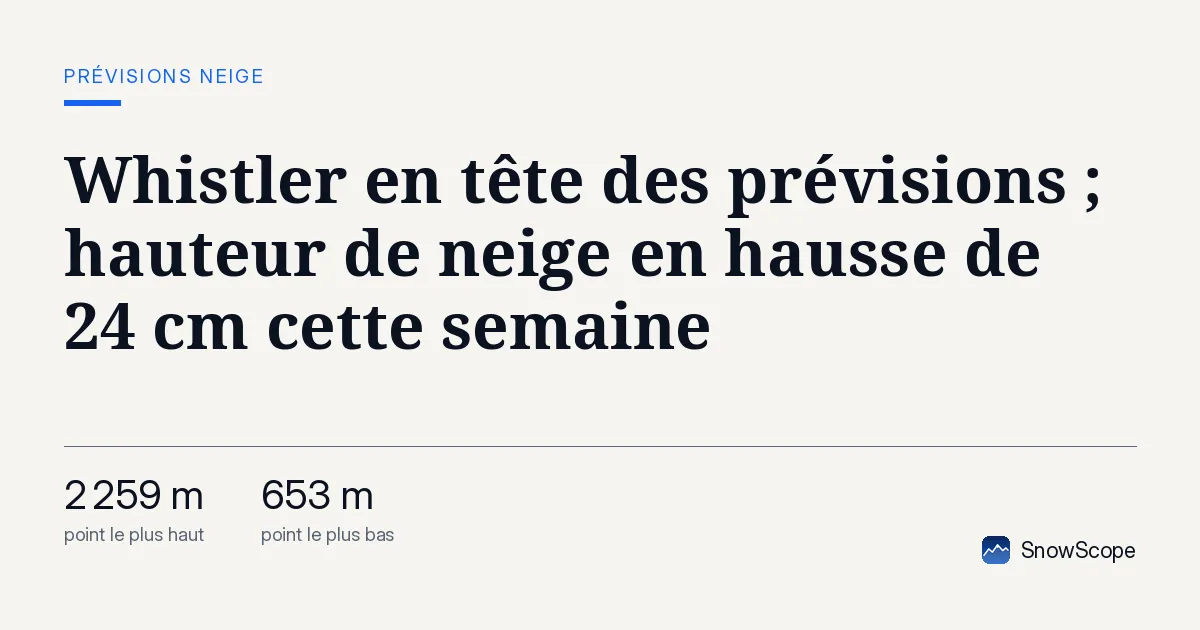 PRÉVISIONS NEIGE
Whistler en tête des prévisions ;
hauteur de neige en hausse de
24 cm cette semaine
2 259 m
653 m
point le plus haut
point le plus bas
SnowScope